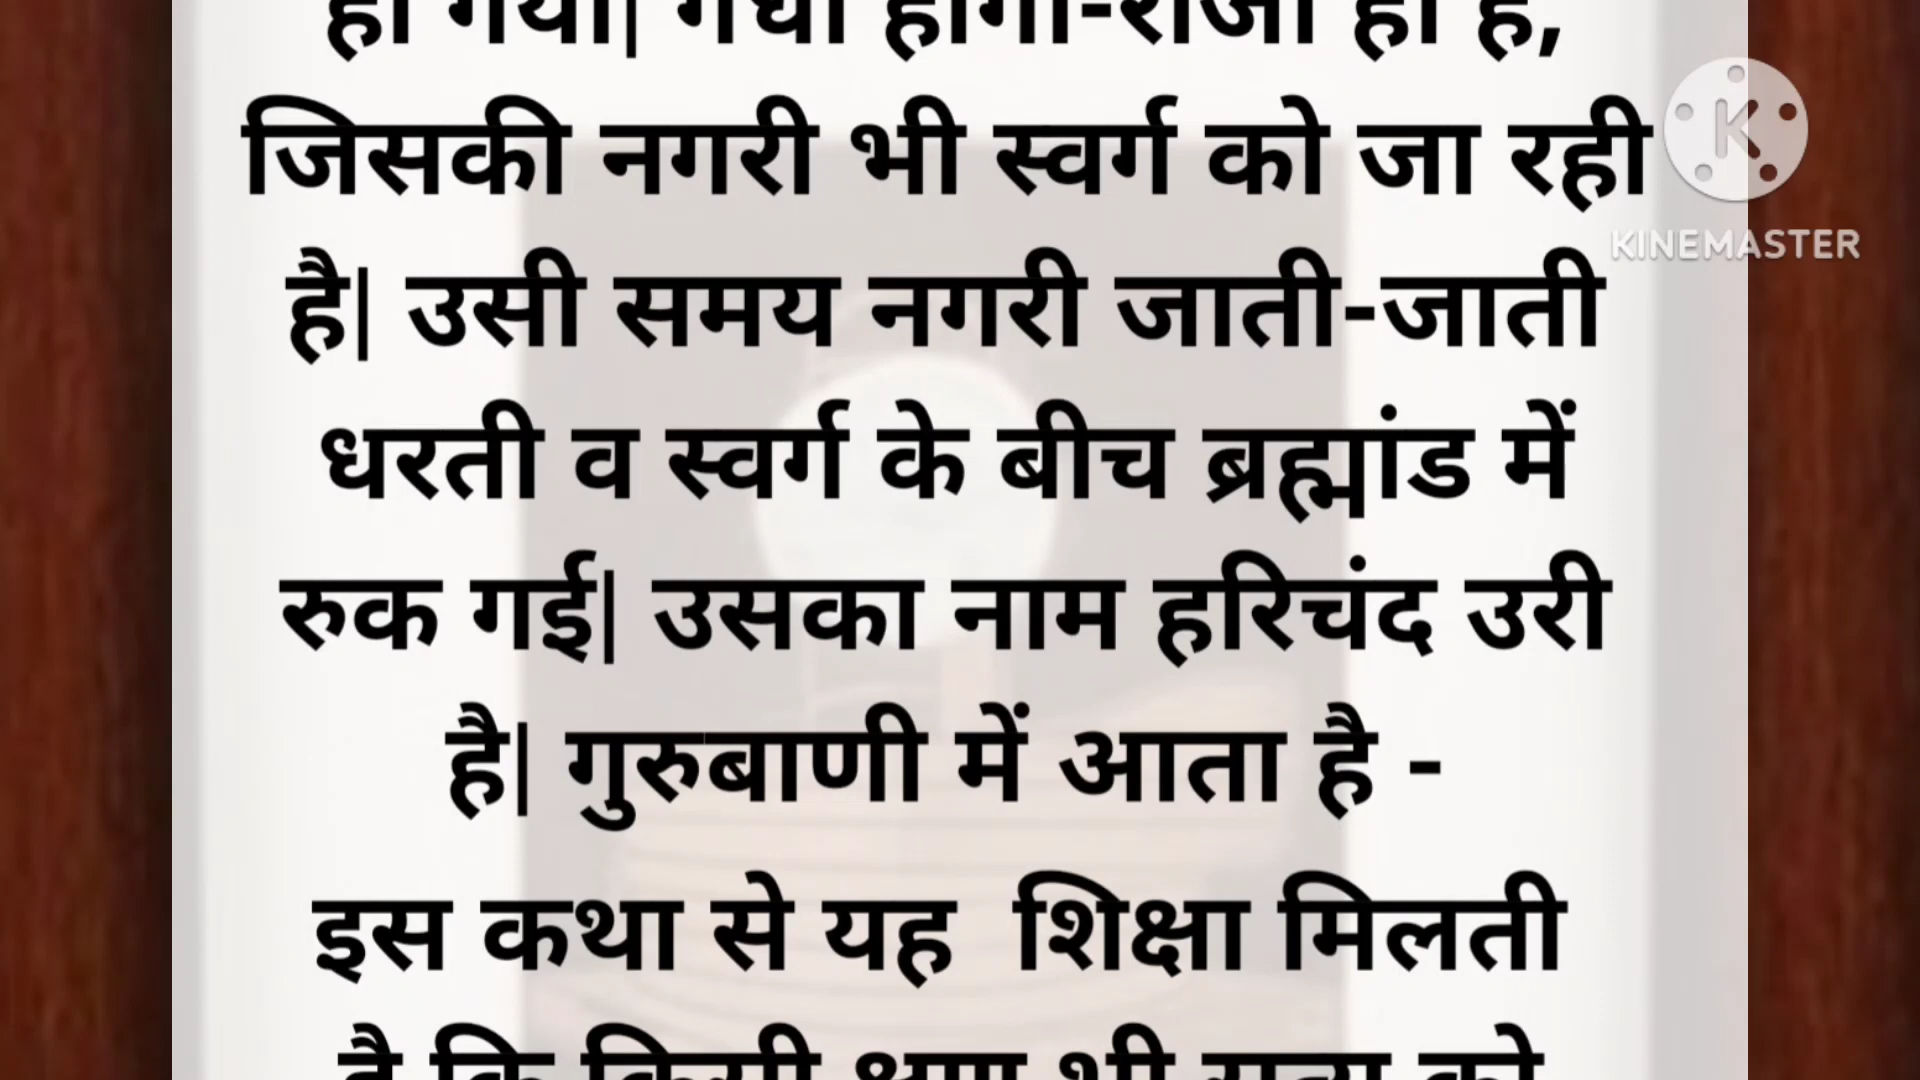 जिसकी नगरी भी स्वर्ग को जा रही
है| उसी समय नगरी जाती-जाती
धरती व स्वर्ग के बीच ब्रह्मांड में
रुक गई| उसका नाम हरिचंद उरी
है| गुरुबाणी में आता है -
इस कथा से यह शिक्षा मिलती
K
KINEMASTER